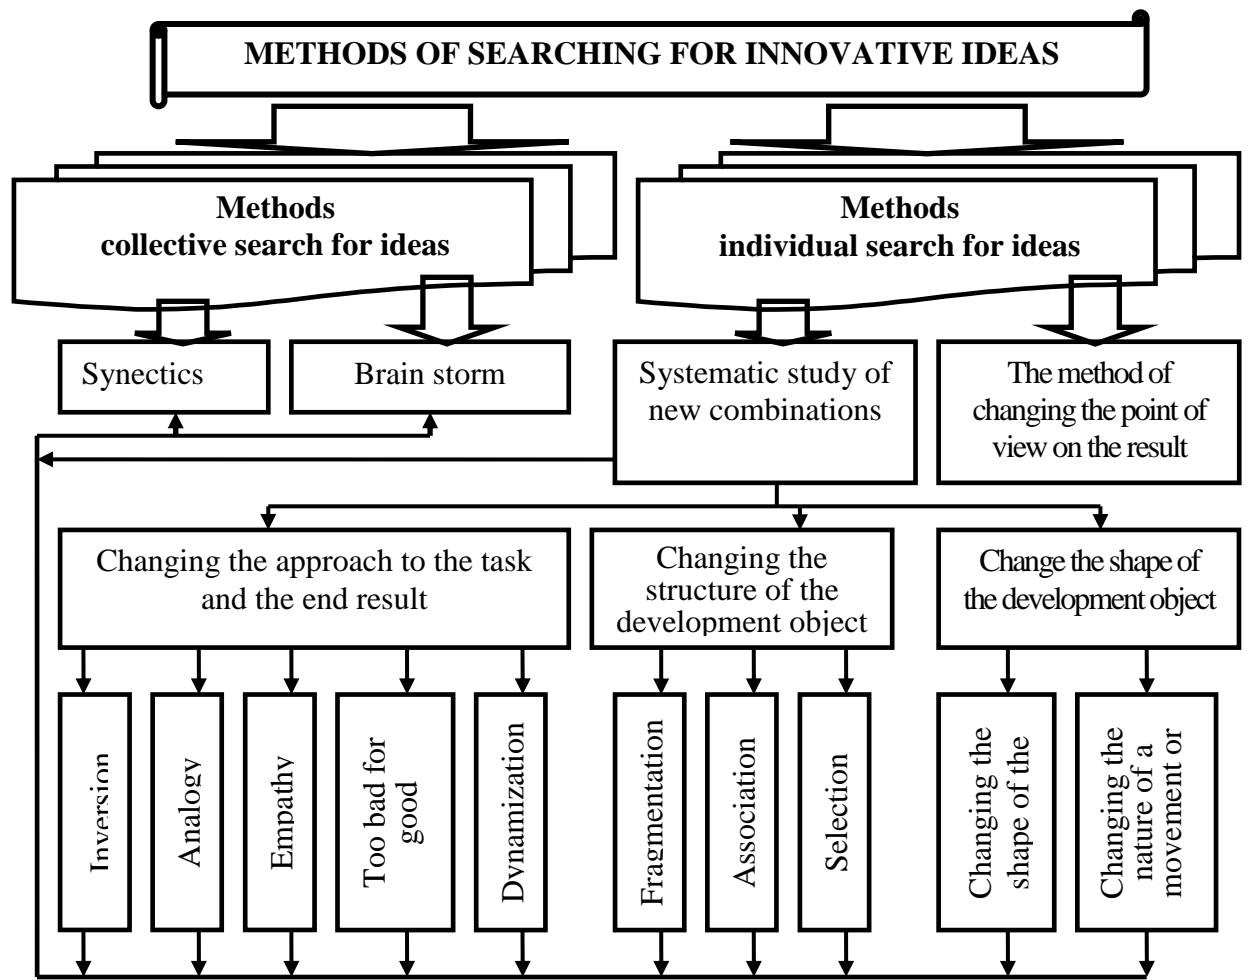 METHODS OF SEARCHING FOR INNOVATIVE IDEAS
Methods
collective search for ideas
Methods
individual search for ideas
Synectics
Brain storm
Systematic study of
new combinations
The method of
changing the point of
view on the result
Changing the approach to the task
and the end result
Changing the
structure of the
development object
Change the shape of
the development object
Inversion
Analogy
Empathy
Too bad for
good
Dynamization
Fragmentation
Association
Selection
Changing the
shape of the
Changing the
nature of a
movement or